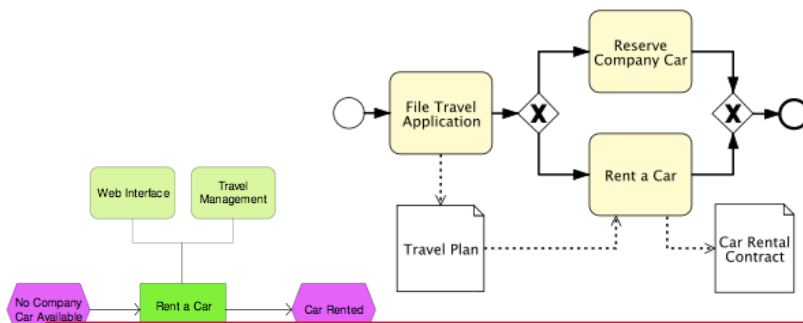 Reserve
Company Car
X
X
File Travel
Application
Rent a Car
Travel Plan
Car Rental
Contract
Web Interface
Travel
Management
No Company
Car Available
Rent a Car
Car Rented